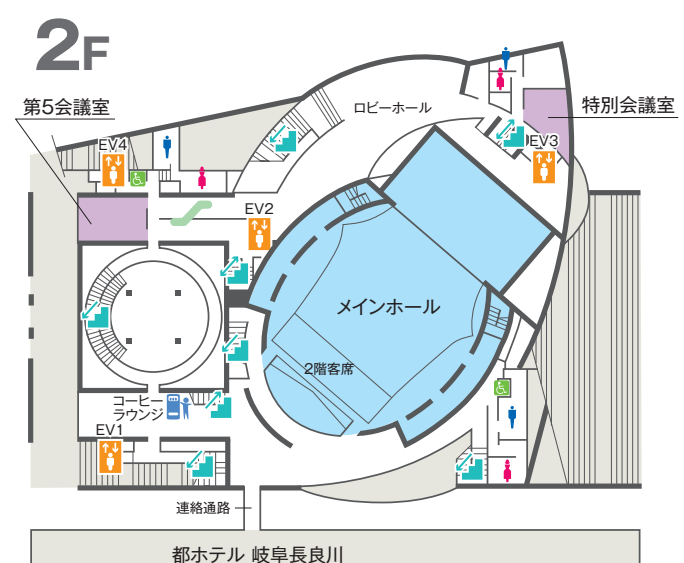 2F
第5会議室
ロビーホール
特別会議室
EV4
EV3
EV2
メインホール
2階客席
コーヒー
ラウンジ
EV1
連絡通路
都ホテル 岐阜長良川